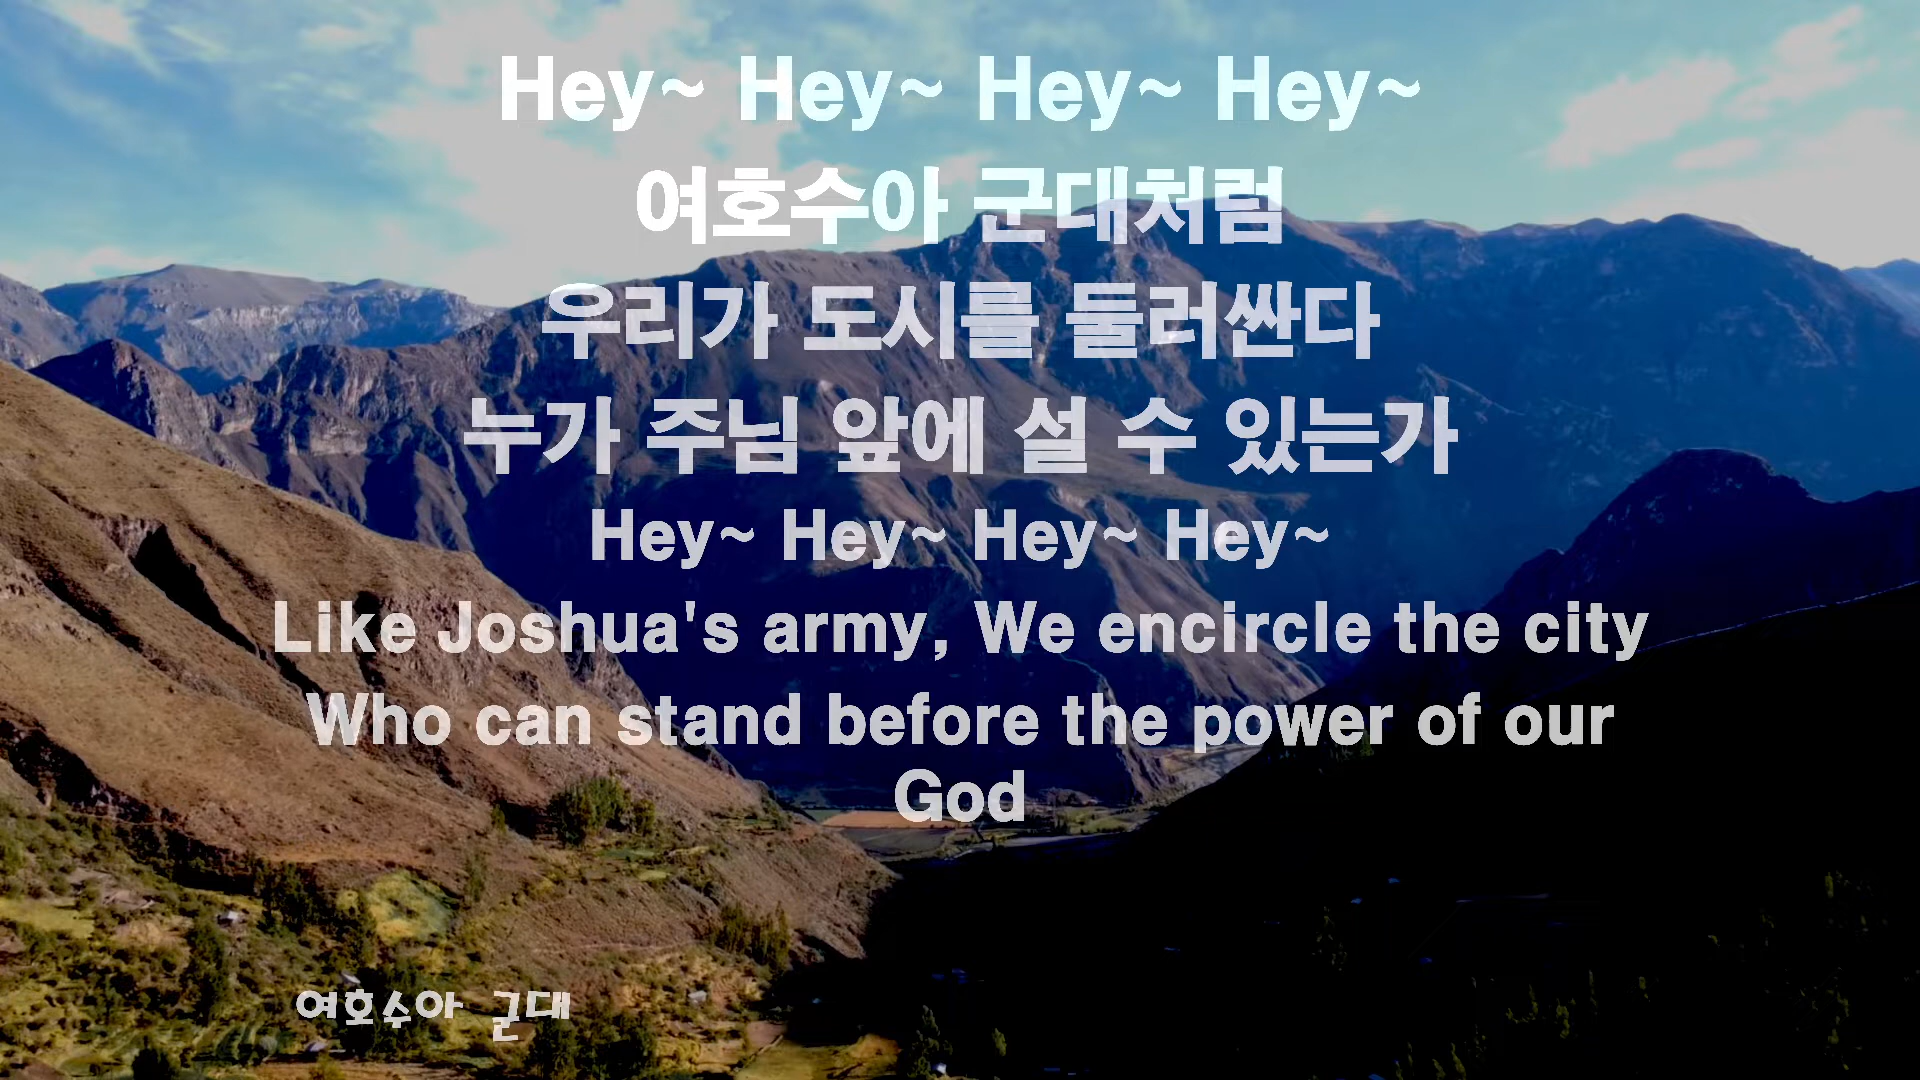 Hey~ Hey~ Hey~ Hey~
여호수아 군대처럼
우리가 도시를 둘러싼다
누가 주님 앞에 설 수 있는가
Hey~ Hey~ Hey~ Hey~
Like Joshua's army, We encircle the city
Who can stand before the power of our
God
여호수아 군대